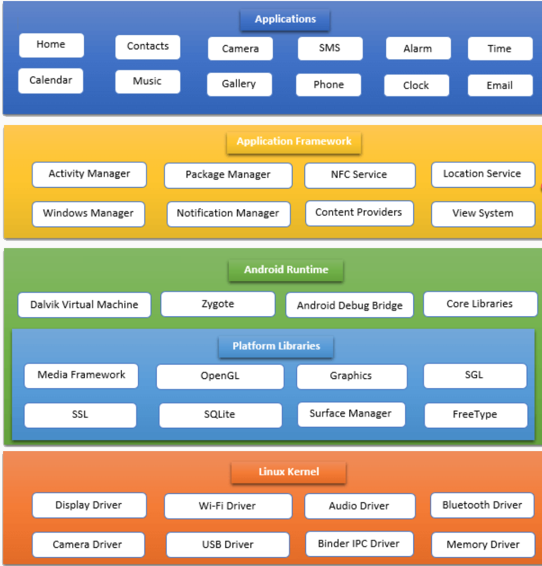 Applications
Home Contacts Camera SMS Alarm Time
Calendar Music Gallery Phone Clock Email
Application Framework
Activity Manager Package Manager NFC Service Location Service
Windows Manager Notification Manager Content Providers View System
Android Runtime
Dalvik Virtual Machine Zygote Android Debug Bridge Core Libraries
Platform Libraries
Media Framework OpenGL Graphics SGL
SSL SQLite Surface Manager FreeType
Linux Kernel
Display Driver Wi-Fi Driver Audio Driver Bluetooth Driver
Camera Driver USB Driver Binder IPC Driver Memory Driver